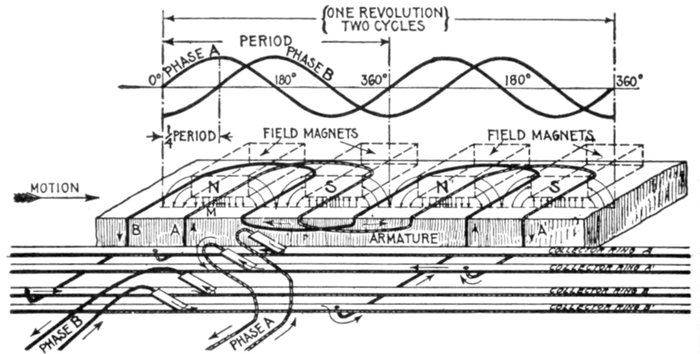 {ONE REVOLUTION
TWO CYCLES}
PERIOD
PHASE A
PHASE B
0° 180° 360° 180° 360°
1/4 PERIOD
FIELD MAGNETS FIELD MAGNETS
MOTION
N S N S
M
B A A'
ARMATURE
COLLECTOR RING A
COLLECTOR RING A'
COLLECTOR RING B
COLLECTOR RING B'
PHASE B
PHASE A